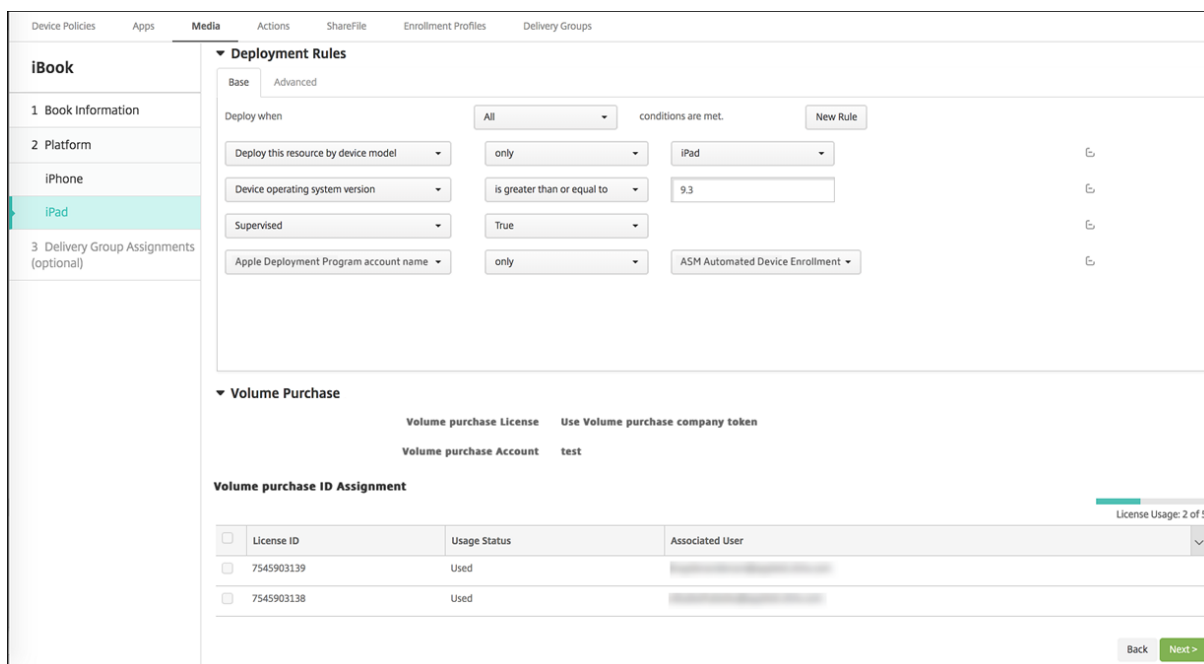 Device Policies Apps Media Actions ShareFile Enrollment Profiles Delivery Groups
iBook
1 Book Information
2 Platform
iPhone
iPad
3 Delivery Group Assignments
(optional)
Deployment Rules
Base Advanced
Deploy when All conditions are met. New Rule
Deploy this resource by device model only iPad
Device operating system version is greater than or equal to 9.3
Supervised True
Apple Deployment Program account name only ASM Automated Device Enrollment
Volume Purchase
Volume purchase License Use Volume purchase company token
Volume purchase Account test
Volume purchase ID Assignment
License Usage: 2 of 5
License ID Usage Status Associated User
7545903139 Used
7545903138 Used
Back Next >